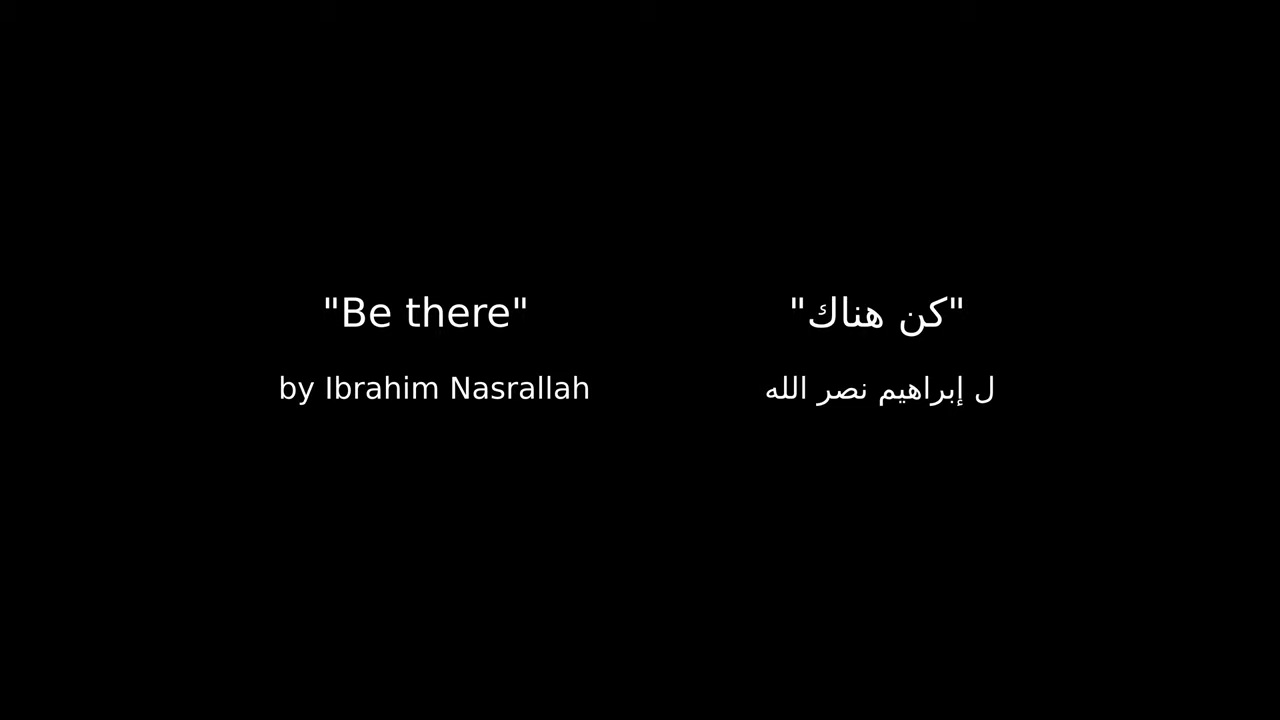 "Be there"
by Ibrahim Nasrallah
"كن هناك"
ل إبراهيم نصر الله